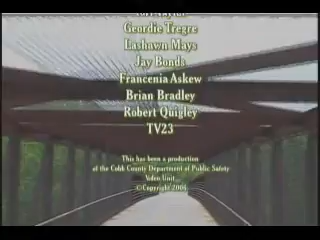 Geordie Tregre
Lashawn Mays
Jay Bonds
Francenia Askew
Brian Bradley
Robert Quigley
TV23
This has been a production
of the Cobb County Department of Public Safety
Video Unit
©Copyright 2004